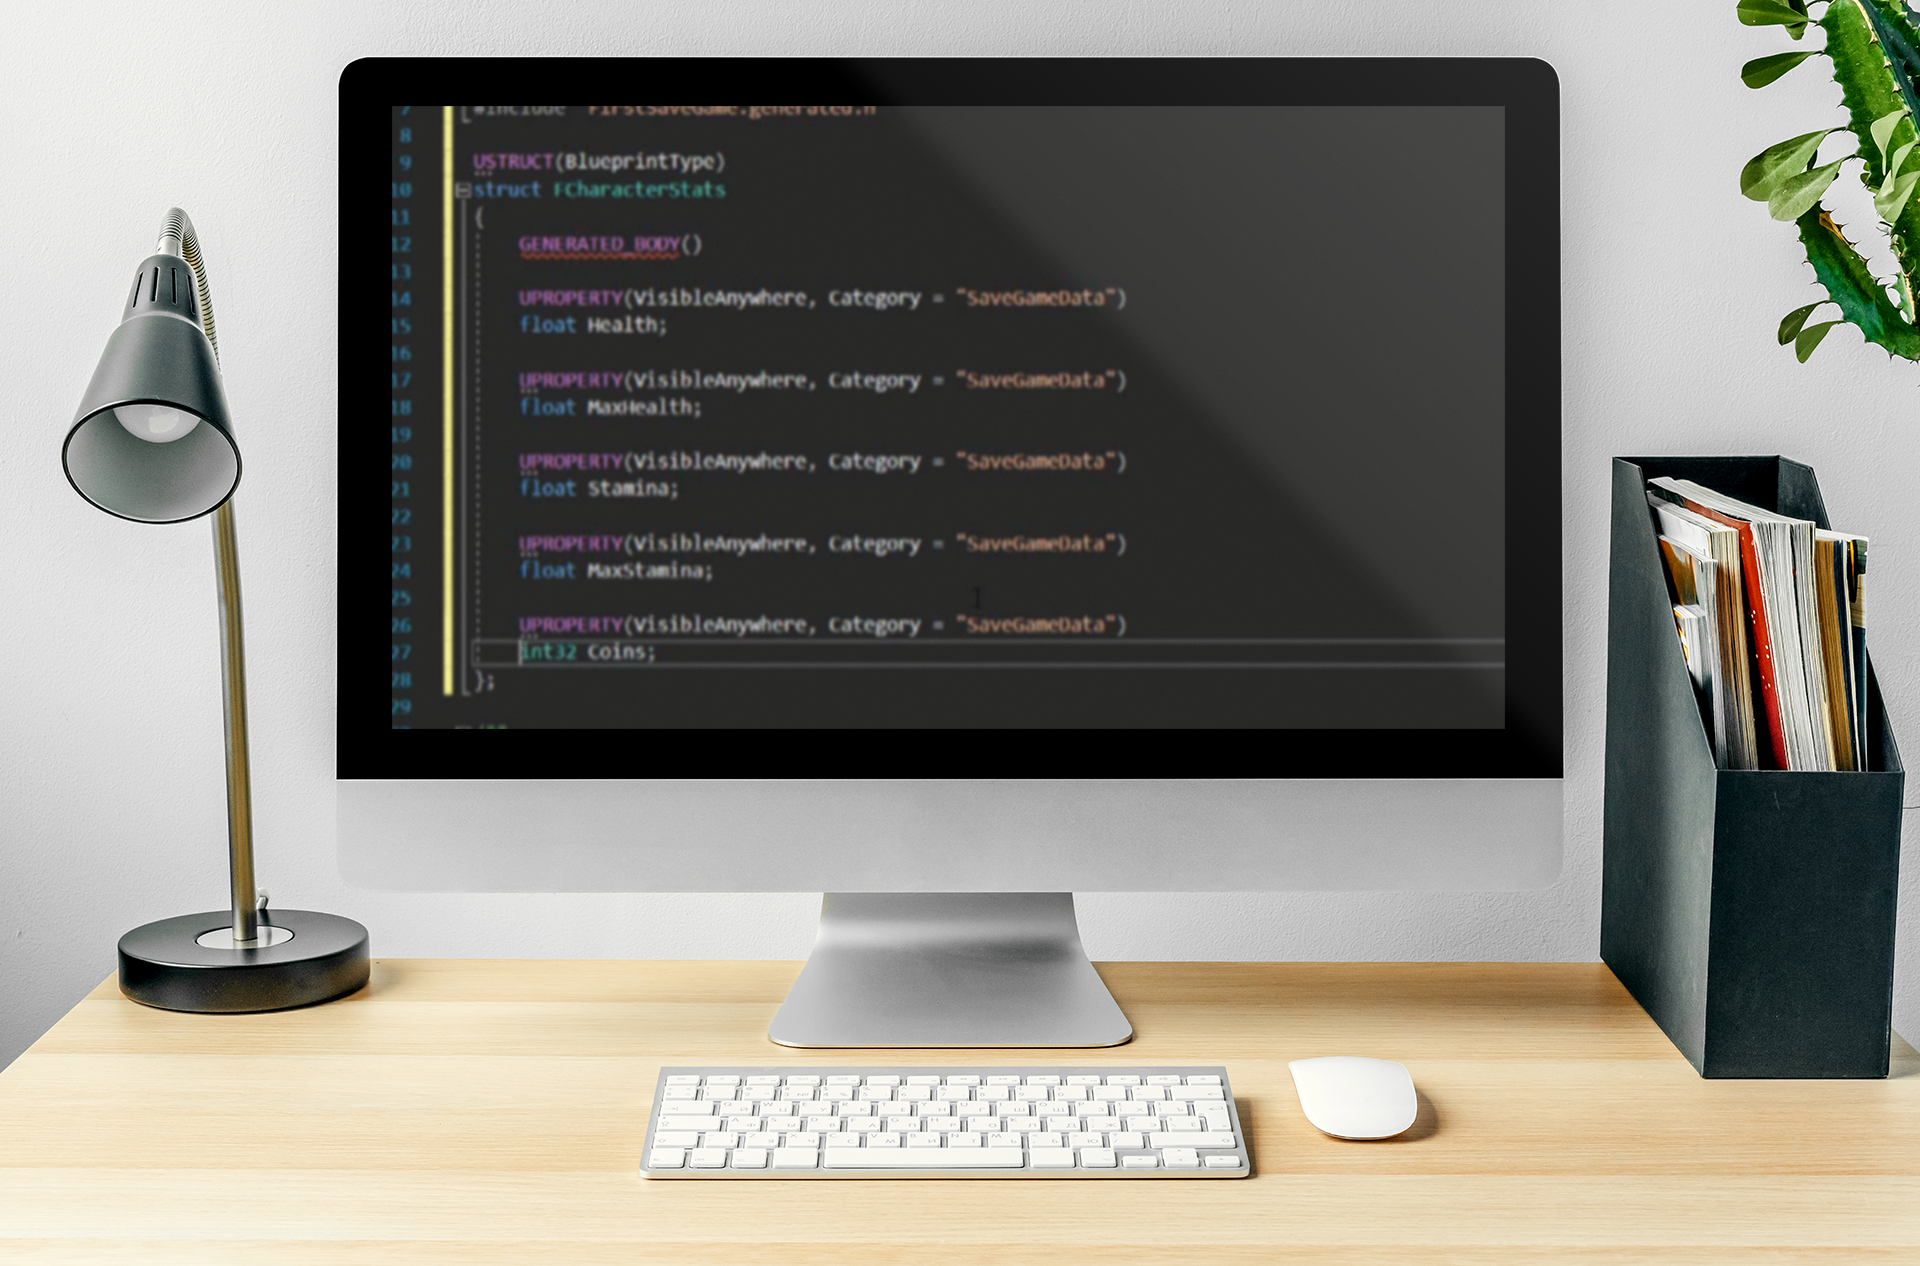 7 #include "FirstSaveGame.generated.h"
8
9 USTRUCT(BlueprintType)
10 struct FCharacterStats
11 {
12 GENERATED_BODY()
13
14 UPROPERTY(VisibleAnywhere, Category = "SaveGameData")
15 float Health;
16
17 UPROPERTY(VisibleAnywhere, Category = "SaveGameData")
18 float MaxHealth;
19
20 UPROPERTY(VisibleAnywhere, Category = "SaveGameData")
21 float Stamina;
22
23 UPROPERTY(VisibleAnywhere, Category = "SaveGameData")
24 float MaxStamina;
25
26 UPROPERTY(VisibleAnywhere, Category = "SaveGameData")
27 int32 Coins;
28 };
29